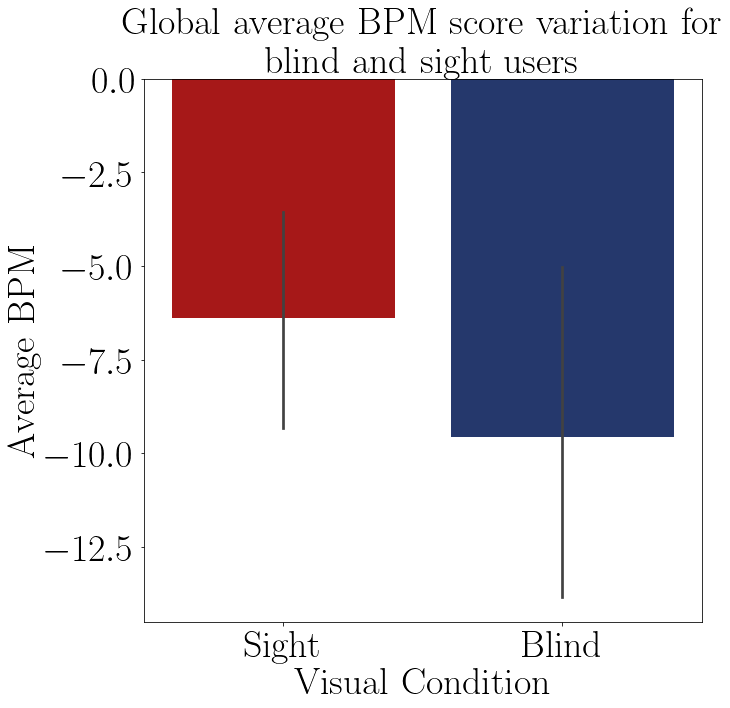 Global average BPM score variation for
blind and sight users
0.0
−2.5
−5.0
−7.5
−10.0
−12.5
Average BPM
Sight
Blind
Visual Condition